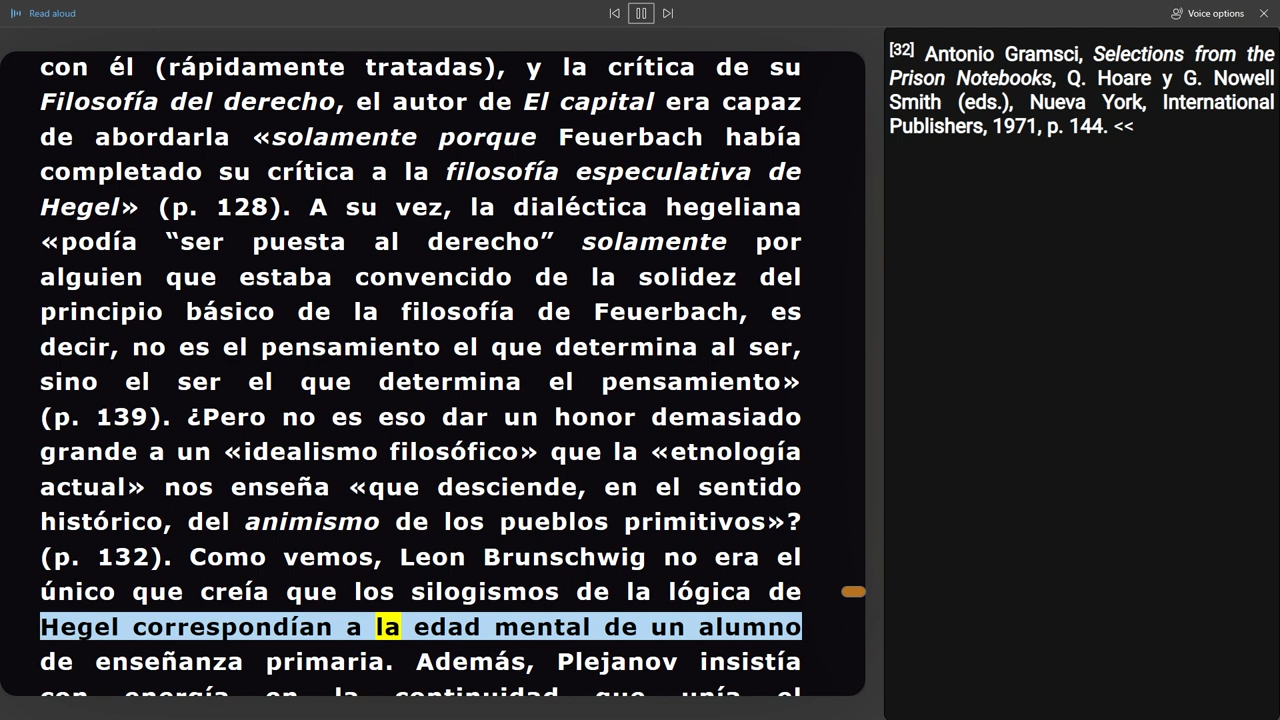 Read aloud
Voice options
con él (rápidamente tratadas), y la crítica de su
Filosofía del derecho, el autor de El capital era capaz
de abordarla «solamente porque Feuerbach había
completado su crítica a la filosofía especulativa de
Hegel» (p. 128). A su vez, la dialéctica hegeliana
«podía “ser puesta al derecho” solamente por
alguien que estaba convencido de la solidez del
principio básico de la filosofía de Feuerbach, es
decir, no es el pensamiento el que determina al ser,
sino el ser el que determina el pensamiento»
(p. 139). ¿Pero no es eso dar un honor demasiado
grande a un «idealismo filosófico» que la «etnología
actual» nos enseña «que desciende, en el sentido
histórico, del animismo de los pueblos primitivos»?
(p. 132). Como vemos, Leon Brunschwig no era el
único que creía que los silogismos de la lógica de
Hegel correspondían a la edad mental de un alumno
de enseñanza primaria. Además, Plejanov insistía
con energía en la continuidad que unía el
[32] Antonio Gramsci, Selections from the
Prison Notebooks, Q. Hoare y G. Nowell
Smith (eds.), Nueva York, International
Publishers, 1971, p. 144. <<